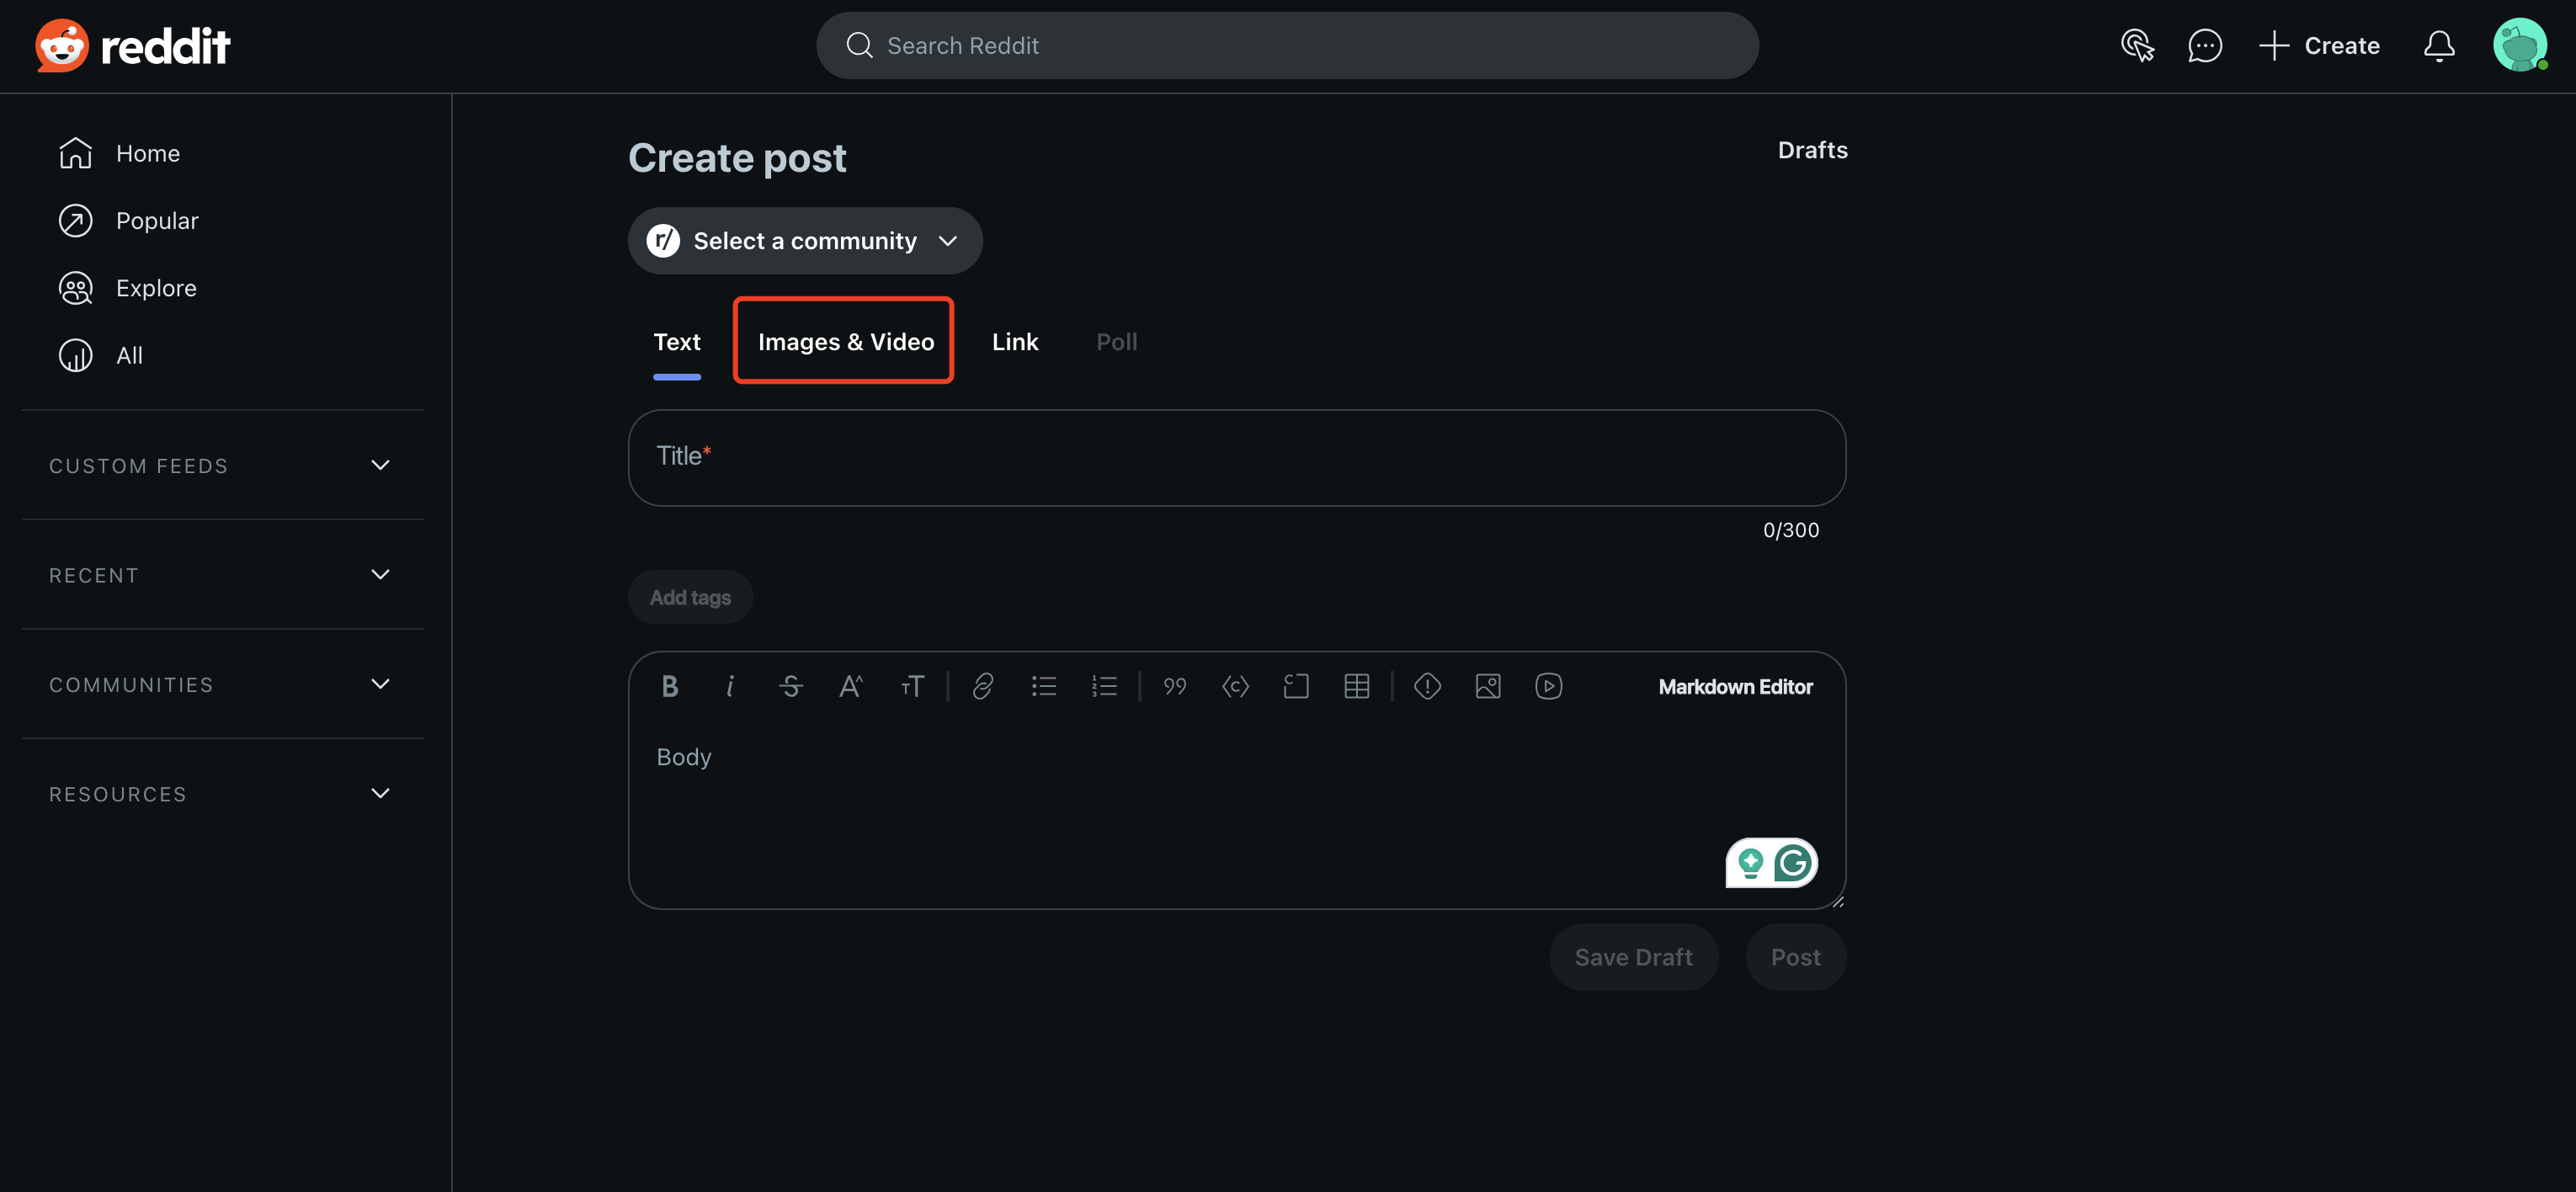 reddit
Search Reddit
Create
Home
Popular
Explore
All
CUSTOM FEEDS
RECENT
COMMUNITIES
RESOURCES
Create post
Drafts
r/ Select a community
Text Images & Video Link Poll
Title*
0/300
Add tags
Markdown Editor
Body
Save Draft Post